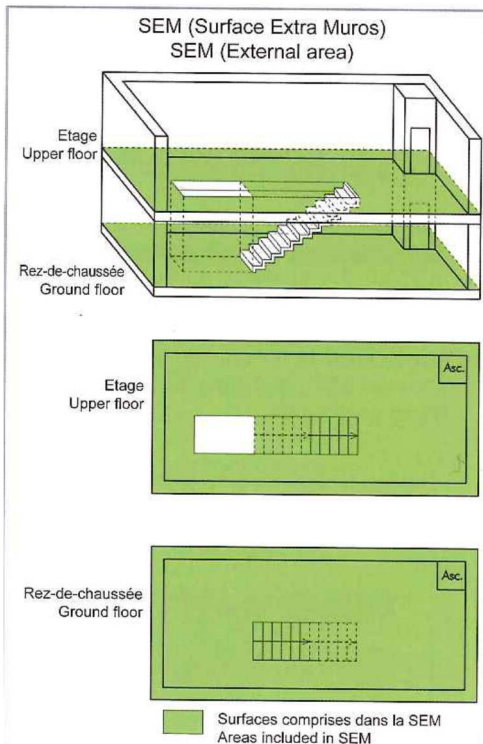 SEM (Surface Extra Muros)
SEM (External area)
Etage
Upper floor
Rez-de-chaussée
Ground floor
Etage
Upper floor
Asc.
Rez-de-chaussée
Ground floor
Asc.
Surfaces comprises dans la SEM
Areas included in SEM